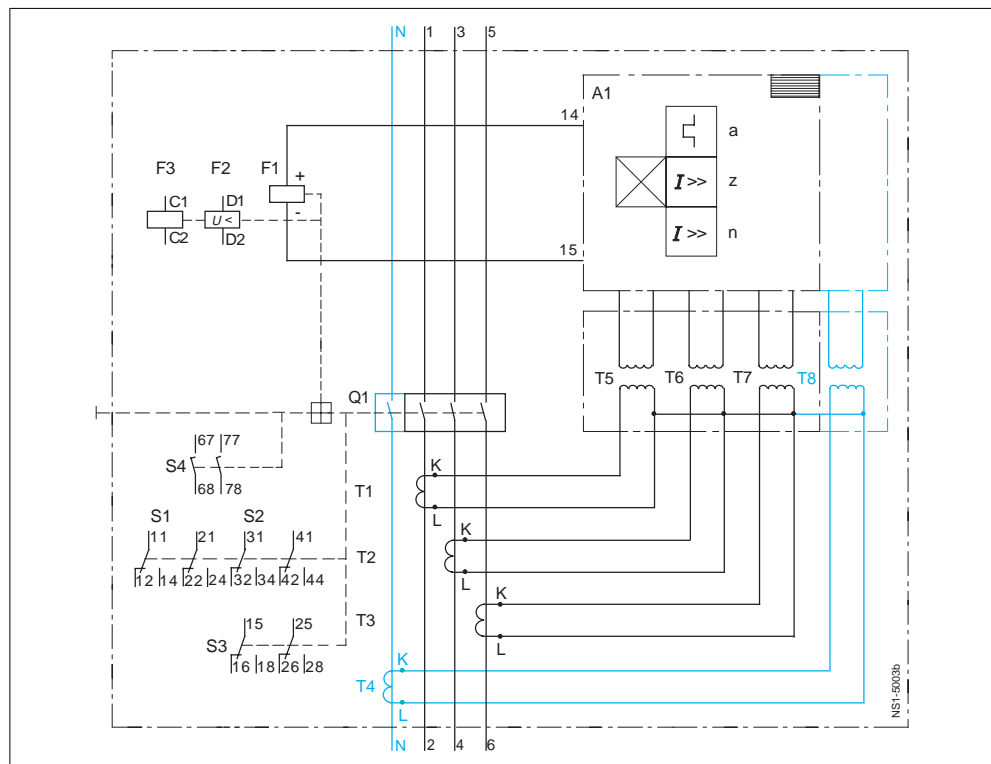 N 1 3 5
A1
14
a
F3 F2 F1
+
C1 D1
U <
I >> z
-
C2 D2
I >> n
15
T5 T6 T7 T8
Q1
67 77
S4
K
68 78
T1
L
S1 S2
K
11 21 31 41
T2
L
12 14 22 24 32 34 42 44
K
T3
15 25
L
S3
16 18 26 28
K
T4
L
NS1-5003b
N 2 4 6